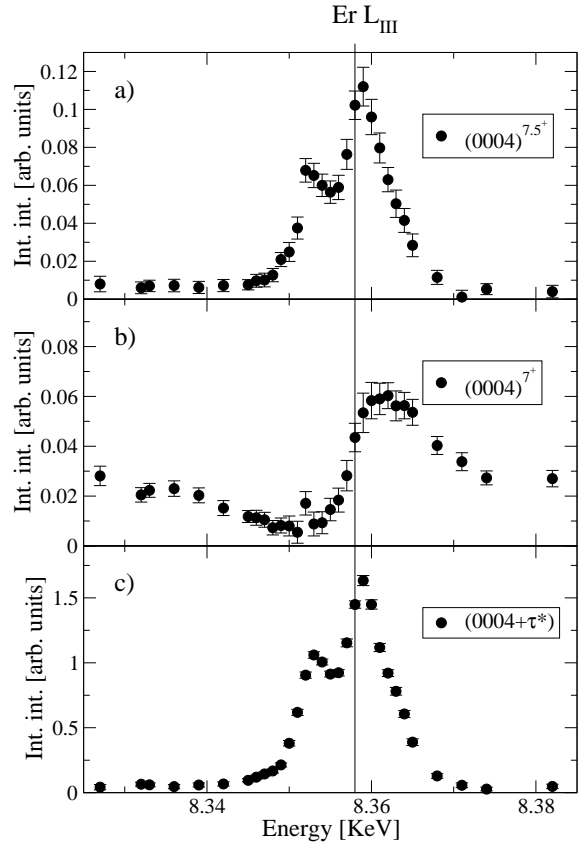 Er L_III
0.12
0.1
0.08
0.06
0.04
0.02
0
Int. int. [arb. units]
a)
(0004)^7.5+
0.08
0.06
0.04
0.02
0
Int. int. [arb. units]
b)
(0004)^7+
1.5
1
0.5
0
Int. int. [arb. units]
c)
(0004+τ*)
8.34
8.36
8.38
Energy [KeV]